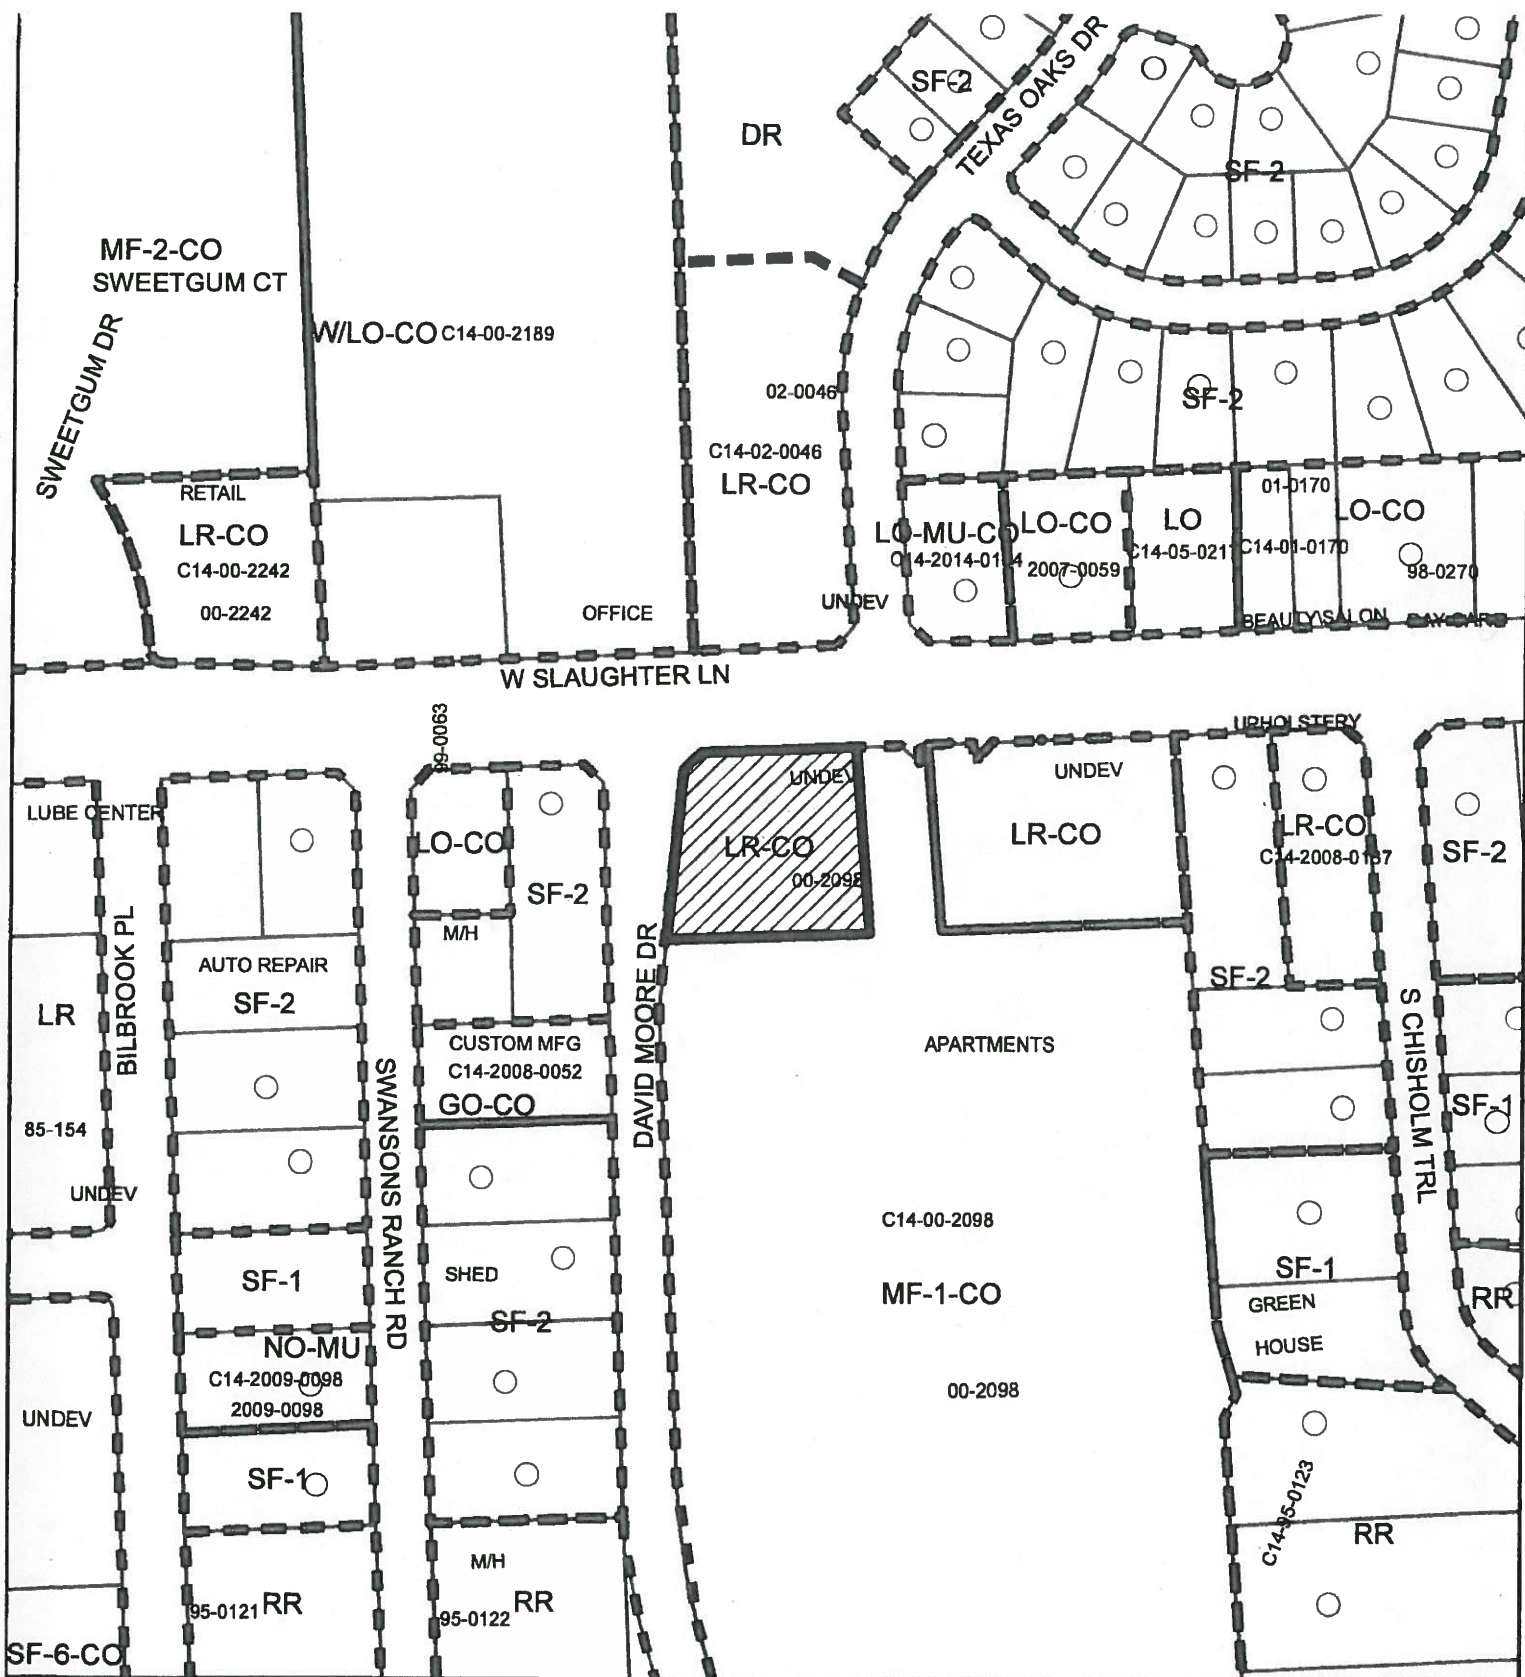 TEXAS OAKS DR
SF-2
DR
SF-2
MF-2-CO
SWEETGUM CT
SWEETGUM DR
W/LO-CO C14-00-2189
02-0046
SF-2
C14-02-0046
LR-CO
RETAIL
LR-CO
C14-00-2242
00-2242
OFFICE
UNDEV
LO-MU-CO
LO-CO
2007-0059
LO
01-0170
LO-CO
C14-01-0170
98-0270
BEAUTY SALON
W SLAUGHTER LN
99-0063
UPHOLSTERY
UNDEV
UNDEV
LUBE CENTER
LO-CO
LR-CO
00-2098
LR-CO
LR-CO
C14-2008-0187
SF-2
SF-2
M/H
BILBROOK PL
AUTO REPAIR
SF-2
SF-2
LR
DAVID MOORE DR
CUSTOM MFG
C14-2008-0052
GO-CO
APARTMENTS
S CHISHOLM TRL
SF-1
85-154
UNDEV
SWANSONS RANCH RD
C14-00-2098
SF-1
SHED
SF-1
MF-1-CO
RR
GREEN
HOUSE
SF-2
NO-MU
C14-2009-0098
2009-0098
00-2098
UNDEV
SF-1
C14-95-0123
RR
M/H
95-0121 RR
95-0122 RR
SF-6-CO